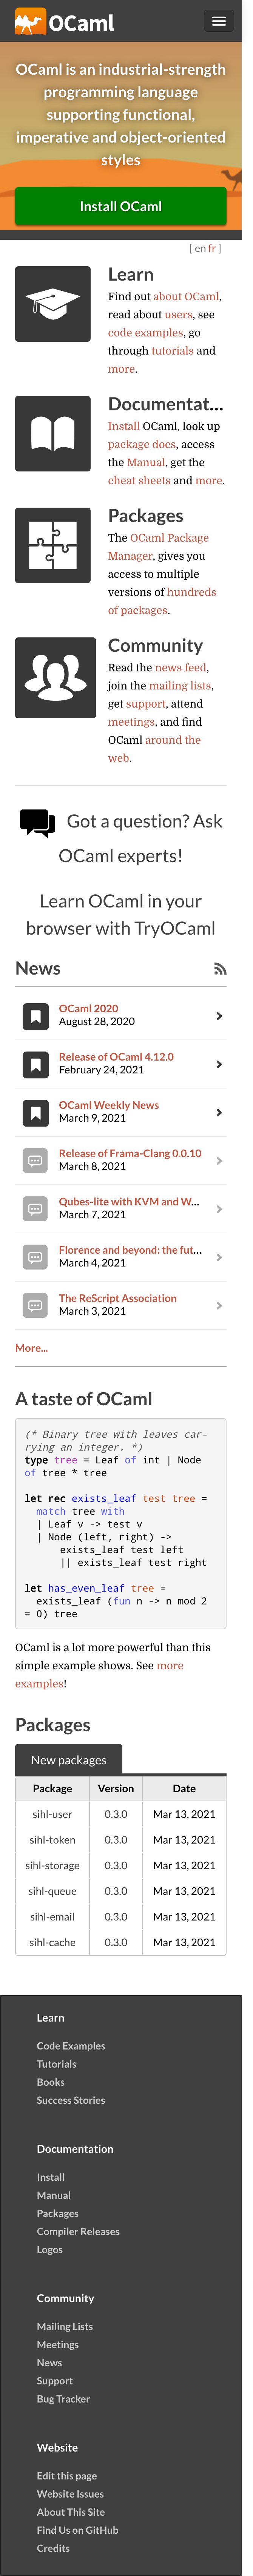 OCaml
OCaml is an industrial-strength
programming language
supporting functional,
imperative and object-oriented
styles
Install OCaml
[ en fr ]
Learn
Find out about OCaml,
read about users, see
code examples, go
through tutorials and
more.
Documentat...
Install OCaml, look up
package docs, access
the Manual, get the
cheat sheets and more.
Packages
The OCaml Package
Manager, gives you
access to multiple
versions of hundreds
of packages.
Community
Read the news feed,
join the mailing lists,
get support, attend
meetings, and find
OCaml around the
web.
Got a question? Ask
OCaml experts!
Learn OCaml in your
browser with TryOCaml
News
OCaml 2020
August 28, 2020
Release of OCaml 4.12.0
February 24, 2021
OCaml Weekly News
March 9, 2021
Release of Frama-Clang 0.0.10
March 8, 2021
Qubes-lite with KVM and W...
March 7, 2021
Florence and beyond: the fut...
March 4, 2021
The ReScript Association
March 3, 2021
More...
A taste of OCaml
(* Binary tree with leaves car-
rying an integer. *)
type tree = Leaf of int | Node
of tree * tree
let rec exists_leaf test tree =
match tree with
| Leaf v -> test v
| Node (left, right) ->
exists_leaf test left
|| exists_leaf test right
let has_even_leaf tree =
exists_leaf (fun n -> n mod 2
= 0) tree
OCaml is a lot more powerful than this
simple example shows. See more
examples!
Packages
New packages
Package Version Date
sihl-user 0.3.0 Mar 13, 2021
sihl-token 0.3.0 Mar 13, 2021
sihl-storage 0.3.0 Mar 13, 2021
sihl-queue 0.3.0 Mar 13, 2021
sihl-email 0.3.0 Mar 13, 2021
sihl-cache 0.3.0 Mar 13, 2021
Learn
Code Examples
Tutorials
Books
Success Stories
Documentation
Install
Manual
Packages
Compiler Releases
Logos
Community
Mailing Lists
Meetings
News
Support
Bug Tracker
Website
Edit this page
Website Issues
About This Site
Find Us on GitHub
Credits